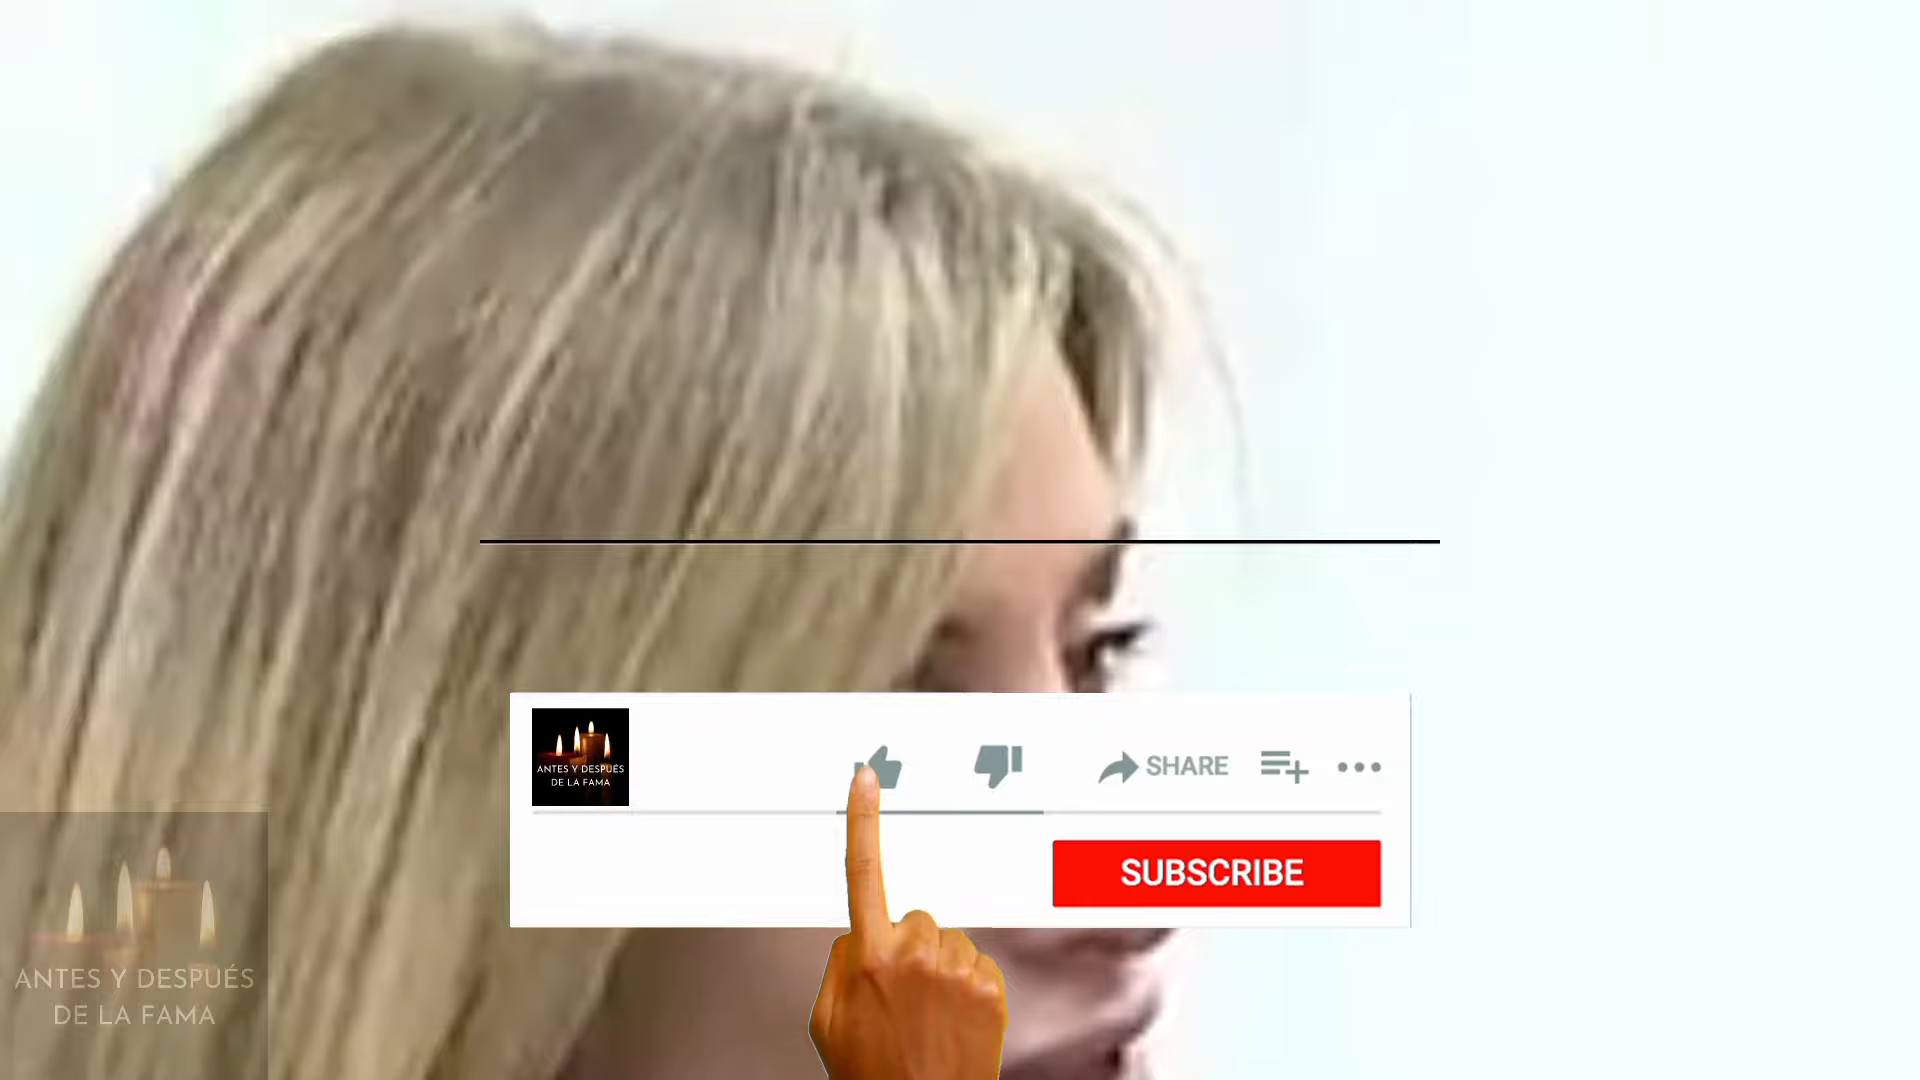 ANTES Y DESPUÉS
DE LA FAMA
SHARE
SUBSCRIBE
ANTES Y DESPUÉS
DE LA FAMA